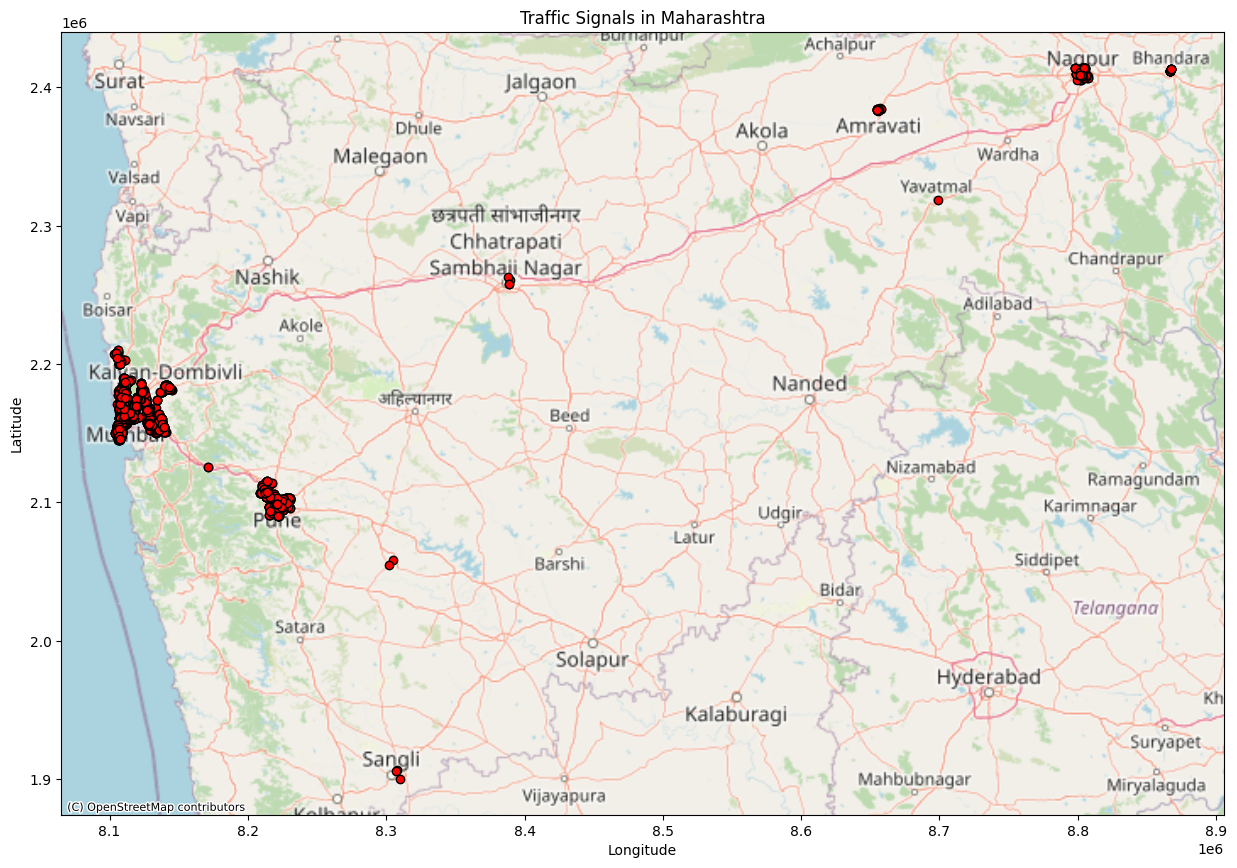 Traffic Signals in Maharashtra
1e6
Burhanpur
Achalpur
Surat
Jalgaon
Nagpur
Bhandara
2.4
Navsari
Dhule
Akola
Amravati
Malegaon
Wardha
Valsad
Yavatmal
Vapi
2.3
छत्रपती सांभाजीनगर
Chhatrapati
Sambhaji Nagar
Chandrapur
Nashik
Boisar
Adilabad
Akole
2.2
Kalyan-Dombivli
Nanded
अहिल्यानगर
Beed
Mumbai
Nizamabad
Ramagundam
2.1
Karimnagar
Pune
Udgir
Latur
Siddipet
Barshi
Bidar
Telangana
Satara
2.0
Solapur
Hyderabad
Kh
Kalaburagi
Suryapet
Sangli
1.9
Mahbubnagar
Miryalaguda
Vijayapura
Kolhapur
(C) OpenStreetMap contributors
Latitude
8.1 8.2 8.3 8.4 8.5 8.6 8.7 8.8 8.9
Longitude
1e6